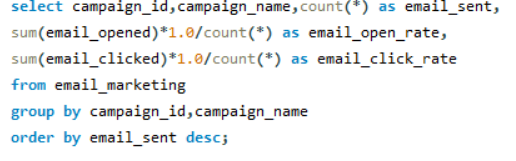 select campaign_id,campaign_name,count(*) as email_sent,
sum(email_opened)*1.0/count(*) as email_open_rate,
sum(email_clicked)*1.0/count(*) as email_click_rate
from email_marketing
group by campaign_id,campaign_name
order by email_sent desc;